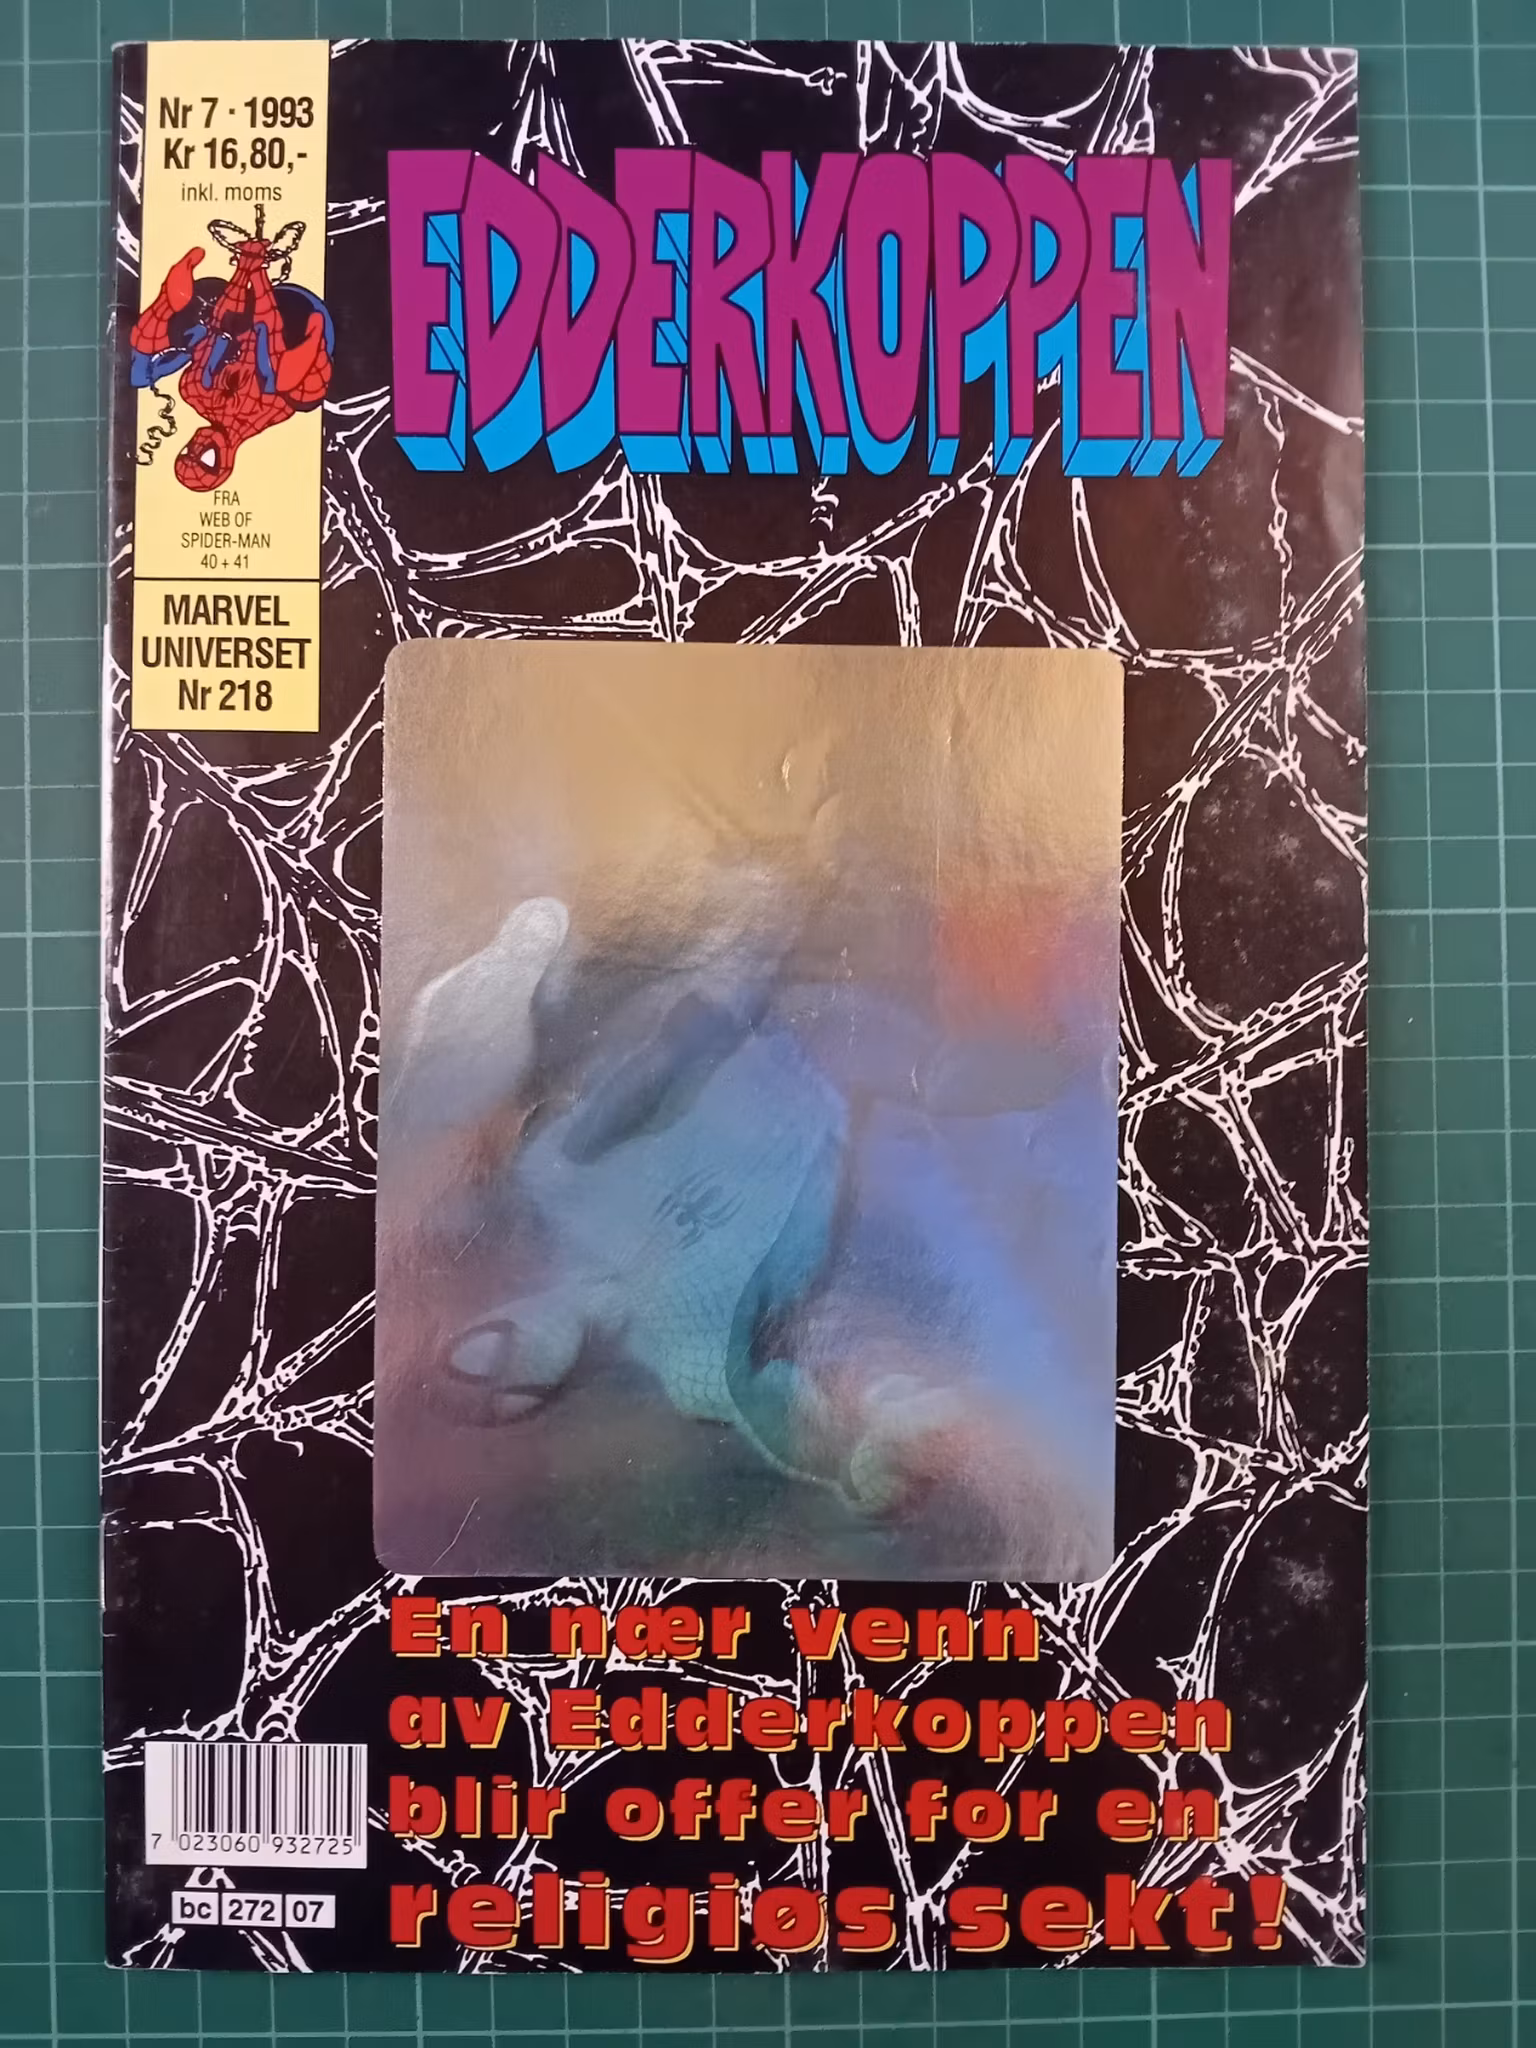 Nr 7 · 1993
Kr 16,80,-
inkl. moms
FRA
WEB OF
SPIDER-MAN
40 + 41
MARVEL
UNIVERSET
Nr 218
EDDERKOPPEN
En nær venn
av Edderkoppen
blir offer for en
religiøs sekt!
7 023060 932725
bc 272 07